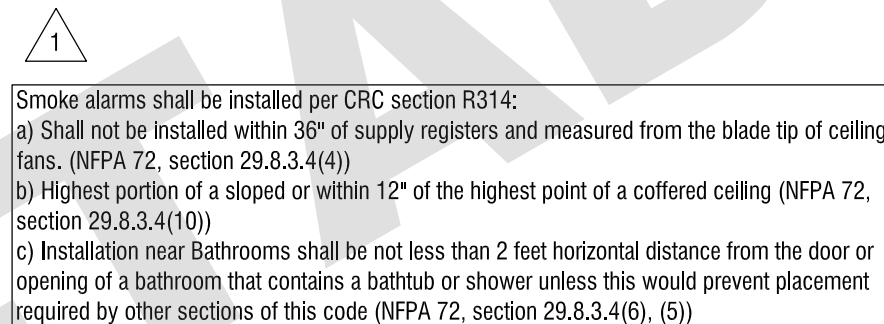 1
Smoke alarms shall be installed per CRC section R314:
a) Shall not be installed within 36" of supply registers and measured from the blade tip of ceiling
fans. (NFPA 72, section 29.8.3.4(4))
b) Highest portion of a sloped or within 12" of the highest point of a coffered ceiling (NFPA 72,
section 29.8.3.4(10))
c) Installation near Bathrooms shall be not less than 2 feet horizontal distance from the door or
opening of a bathroom that contains a bathtub or shower unless this would prevent placement
required by other sections of this code (NFPA 72, section 29.8.3.4(6), (5))